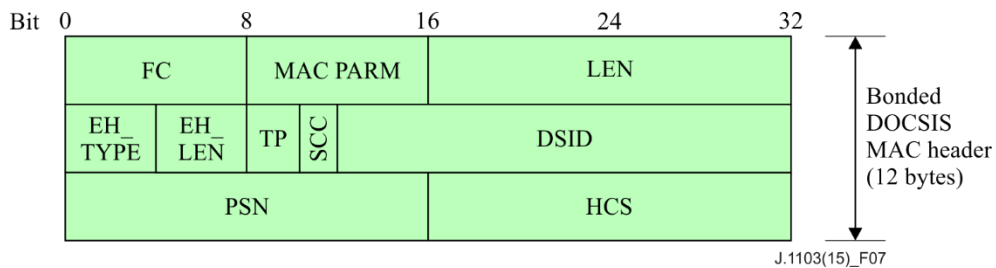 Bit 0 8 16 24 32
FC MAC PARM LEN
EH_
TYPE
EH_
LEN
TP SCC DSID
PSN HCS
Bonded
DOCSIS
MAC header
(12 bytes)
J.1103(15)_F07